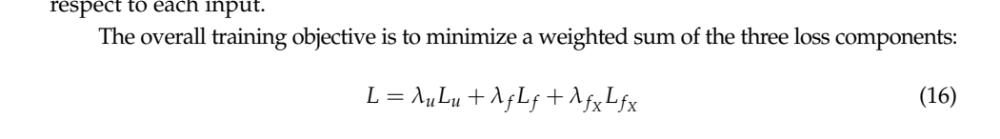 respect to each input.
The overall training objective is to minimize a weighted sum of the three loss components:
L = λ_u L_u + λ_f L_f + λ_{f_X} L_{f_X} (16)